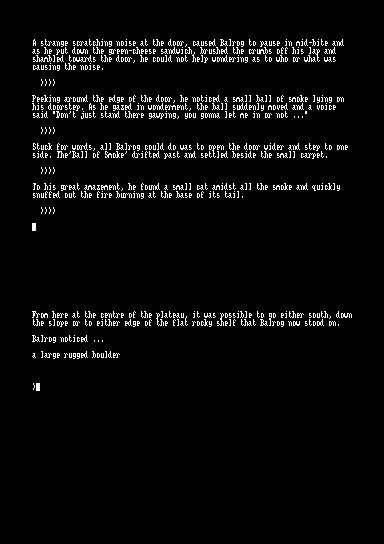 A strange scratching noise at the door, caused Balrog to pause in mid-bite and
as he put down the green-cheese sandwich, brushed the crumbs off his lap and
shambled towards the door, he could not help wondering as to who or what was
causing the noise.
))))
Peeking around the edge of the door, he noticed a small ball of smoke lying on
his doorstep. As he gazed in wonderment, the ball suddenly moved and a voice
said "Don't just stand there gawping, you gonna let me in or not ..."
))))
Stuck for words, all Balrog could do was to open the door wider and step to one
side. The'Ball of Smoke' drifted past and settled beside the small carpet.
))))
To his great amazement, he found a small cat amidst all the smoke and quickly
snuffed out the fire burning at the base of its tail.
))))
From here at the centre of the plateau, it was possible to go either south, down
the slope or to either edge of the flat rocky shelf that Balrog now stood on.
Balrog noticed ...
a large rugged boulder
)